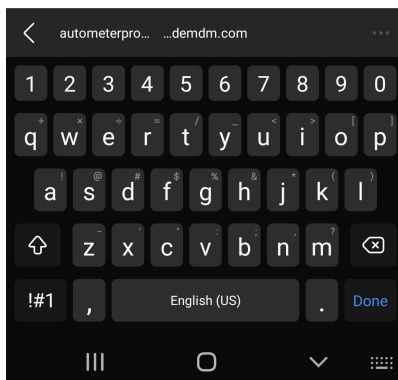 autometerpro... ...demdm.com
1 2 3 4 5 6 7 8 9 0
+ × ÷ = / _ < > [ ]
q w e r t y u i o p
! @ # $ % & * ( )
a s d f g h j k l
- ' " : ; , ?
z x c v b n m
!#1 , English (US) . Done